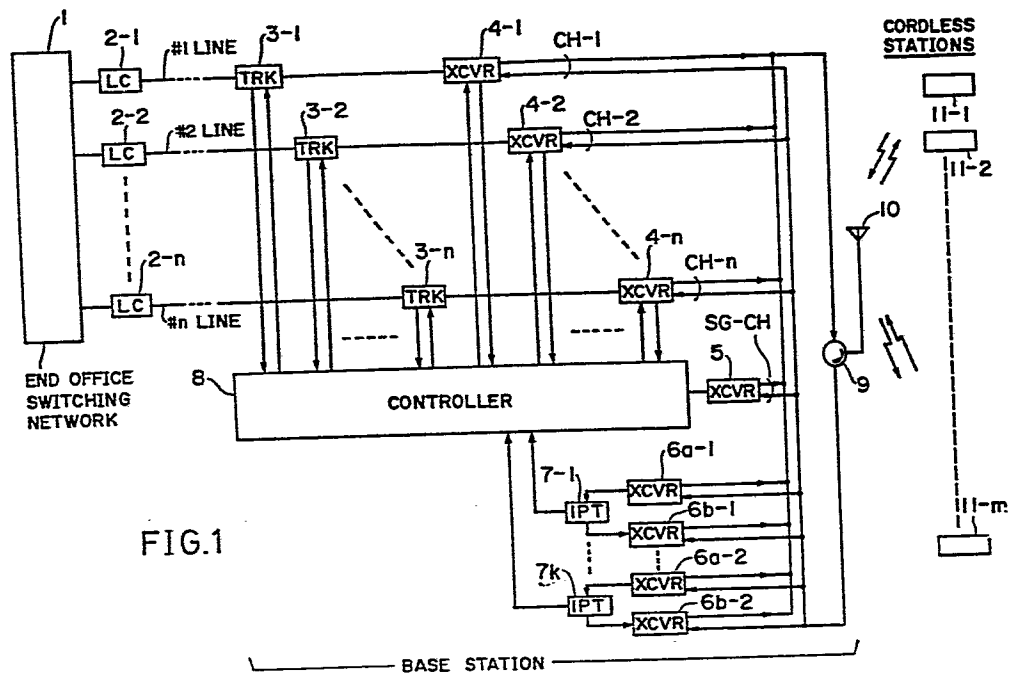 1
2-1
#1 LINE
3-1
4-1
CH-1
CORDLESS
STATIONS
LC
TRK
XCVR
11-1
2-2
#2 LINE
3-2
4-2
CH-2
LC
TRK
XCVR
11-2
10
2-n
3-n
4-n
CH-n
LC
#n LINE
TRK
XCVR
SG-CH
5
9
END OFFICE
SWITCHING
NETWORK
8
CONTROLLER
XCVR
6a-1
7-1
XCVR
IPT
6b-1
XCVR
11-m
FIG.1
6a-2
7k
XCVR
IPT
6b-2
XCVR
BASE STATION